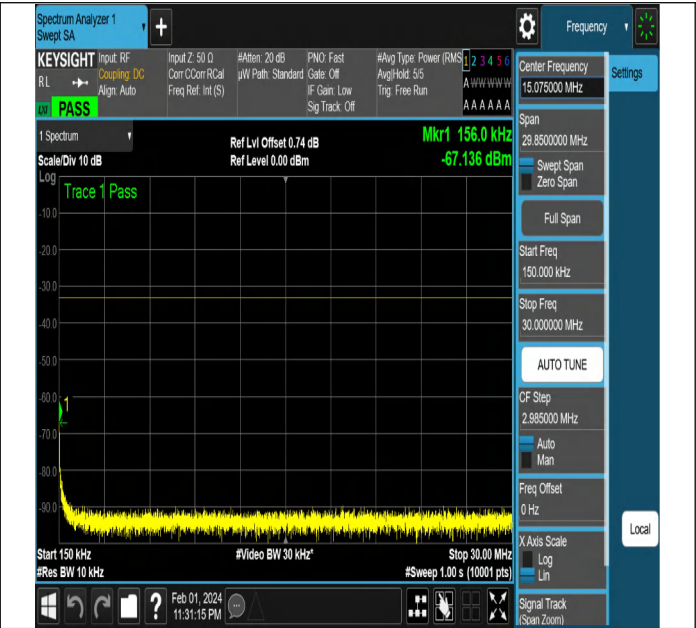 Spectrum Analyzer 1
Swept SA
Frequency
KEYSIGHT
RL
LXI
PASS
Input: RF
Coupling: DC
Align: Auto
Input Z: 50 Ω
Corr CCorr RCal
Freq Ref: Int (S)
#Atten: 20 dB
µW Path: Standard
PNO: Fast
Gate: Off
IF Gain: Low
Sig Track: Off
#Avg Type: Power (RMS
Avg|Hold: 5/5
Trig: Free Run
1 2 3 4 5 6
A W W W W W
A A A A A A
1 Spectrum
Scale/Div 10 dB
Log
Ref Lvl Offset 0.74 dB
Ref Level 0.00 dBm
Mkr1 156.0 kHz
-67.136 dBm
Trace 1 Pass
-10.0
-20.0
-30.0
-40.0
-50.0
-60.0
1
-70.0
-80.0
-90.0
Start 150 kHz
#Res BW 10 kHz
#Video BW 30 kHz*
Stop 30.00 MHz
#Sweep 1.00 s (10001 pts)
Feb 01, 2024
11:31:15 PM
Center Frequency
15.075000 MHz
Settings
Span
29.8500000 MHz
Swept Span
Zero Span
Full Span
Start Freq
150.000 kHz
Stop Freq
30.000000 MHz
AUTO TUNE
CF Step
2.985000 MHz
Auto
Man
Freq Offset
0 Hz
X Axis Scale
Log
Lin
Local
Signal Track
(Span Zoom)